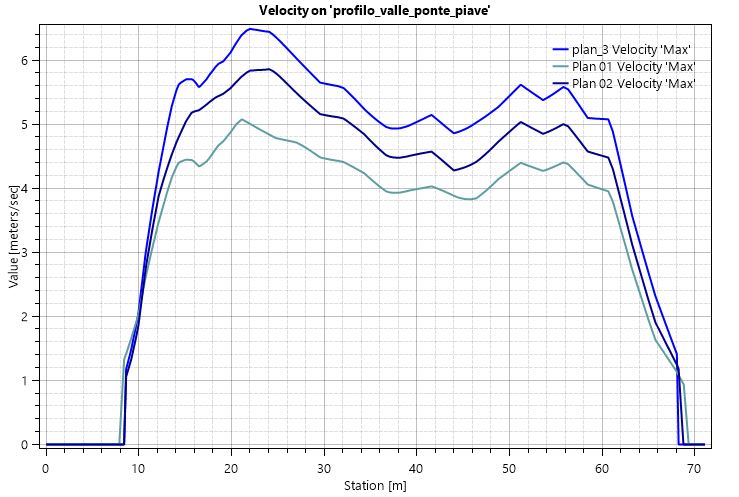 Velocity on 'profilo_valle_ponte_piave'
plan_3 Velocity 'Max'
Plan 01 Velocity 'Max'
Plan 02 Velocity 'Max'
Value [meters/sec]
6
5
4
3
2
1
0
0 10 20 30 40 50 60 70
Station [m]